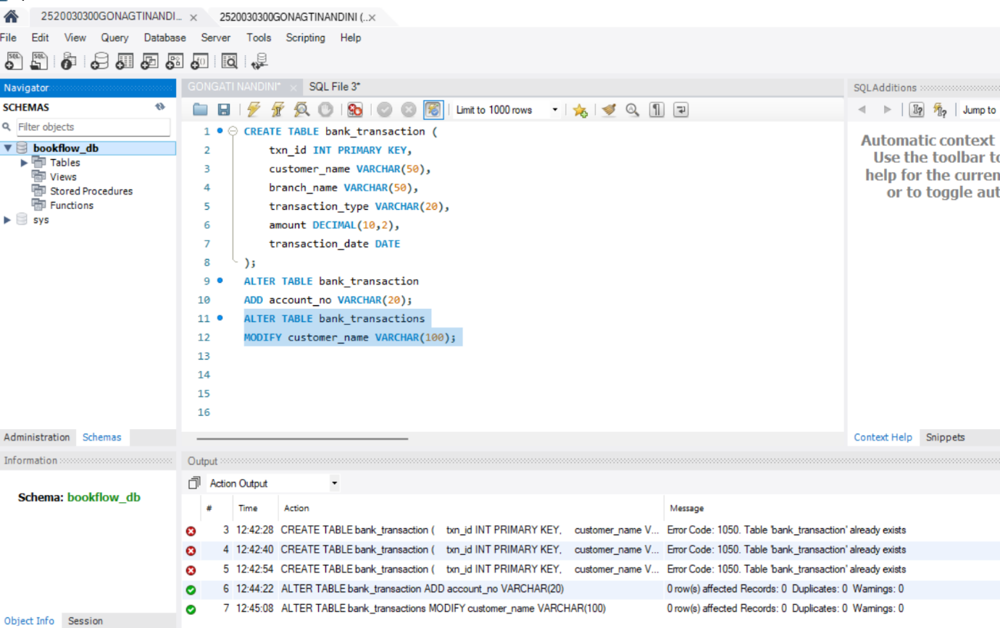 2520030300GONAGTINANDI... × 2520030300GONAGTINANDINI (..×
File Edit View Query Database Server Tools Scripting Help
Navigator
SCHEMAS
Filter objects
bookflow_db
Tables
Views
Stored Procedures
Functions
sys
Administration Schemas
Information
Schema: bookflow_db
Object Info Session
GONGATI NANDINI* × SQL File 3*
Limit to 1000 rows
1 CREATE TABLE bank_transaction (
2 txn_id INT PRIMARY KEY,
3 customer_name VARCHAR(50),
4 branch_name VARCHAR(50),
5 transaction_type VARCHAR(20),
6 amount DECIMAL(10,2),
7 transaction_date DATE
8 );
9 ALTER TABLE bank_transaction
10 ADD account_no VARCHAR(20);
11 ALTER TABLE bank_transactions
12 MODIFY customer_name VARCHAR(100);
13
14
15
16
SQLAdditions
Jump to
Automatic context
Use the toolbar to
help for the curren
or to toggle aut
Context Help Snippets
Output
Action Output
# Time Action Message
3 12:42:28 CREATE TABLE bank_transaction ( txn_id INT PRIMARY KEY, customer_name V... Error Code: 1050. Table 'bank_transaction' already exists
4 12:42:40 CREATE TABLE bank_transaction ( txn_id INT PRIMARY KEY, customer_name V... Error Code: 1050. Table 'bank_transaction' already exists
5 12:42:54 CREATE TABLE bank_transaction ( txn_id INT PRIMARY KEY, customer_name V... Error Code: 1050. Table 'bank_transaction' already exists
6 12:44:22 ALTER TABLE bank_transaction ADD account_no VARCHAR(20) 0 row(s) affected Records: 0 Duplicates: 0 Warnings: 0
7 12:45:08 ALTER TABLE bank_transactions MODIFY customer_name VARCHAR(100) 0 row(s) affected Records: 0 Duplicates: 0 Warnings: 0